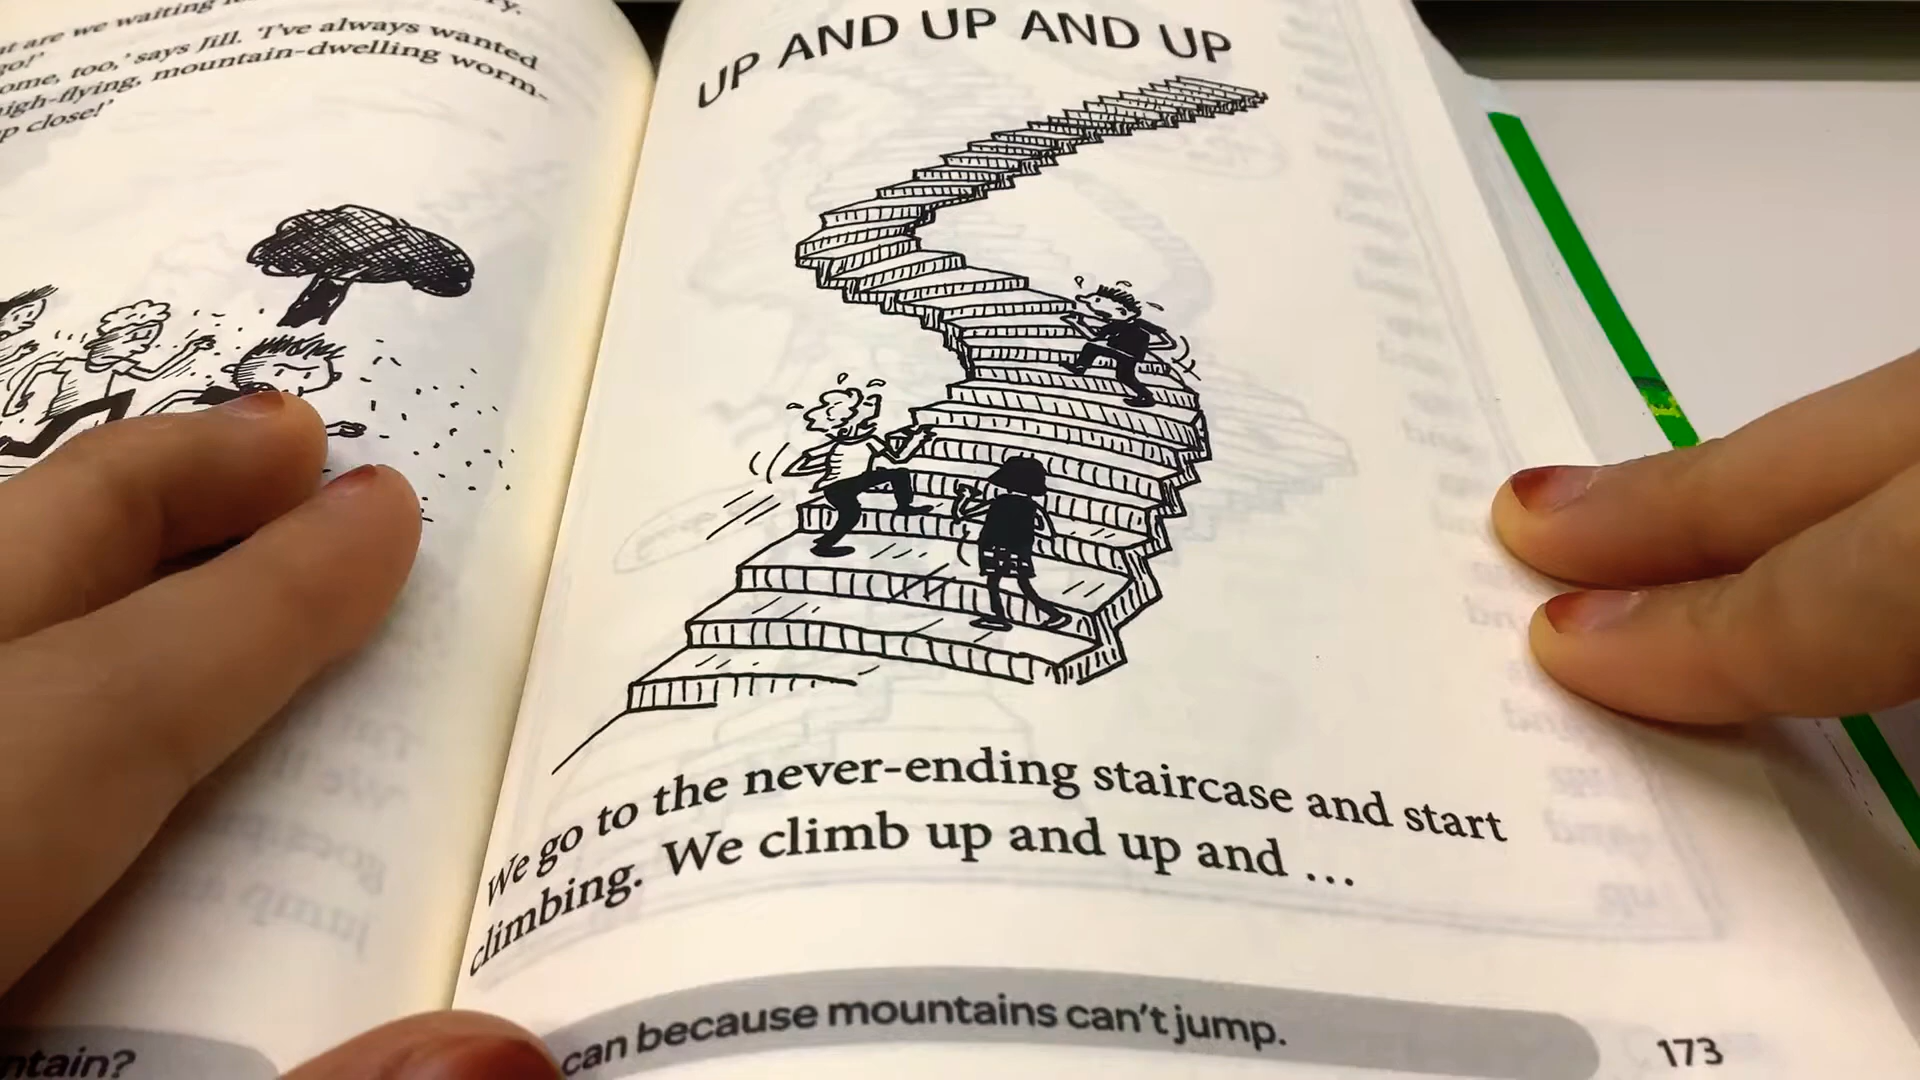 at are we waiting
go!'
ome, too,' says Jill. 'I've always wanted
high-flying, mountain-dwelling worm-
p close!'
ntain?
UP AND UP AND UP
We go to the never-ending staircase and start
climbing. We climb up and up and ...
can because mountains can't jump.
173